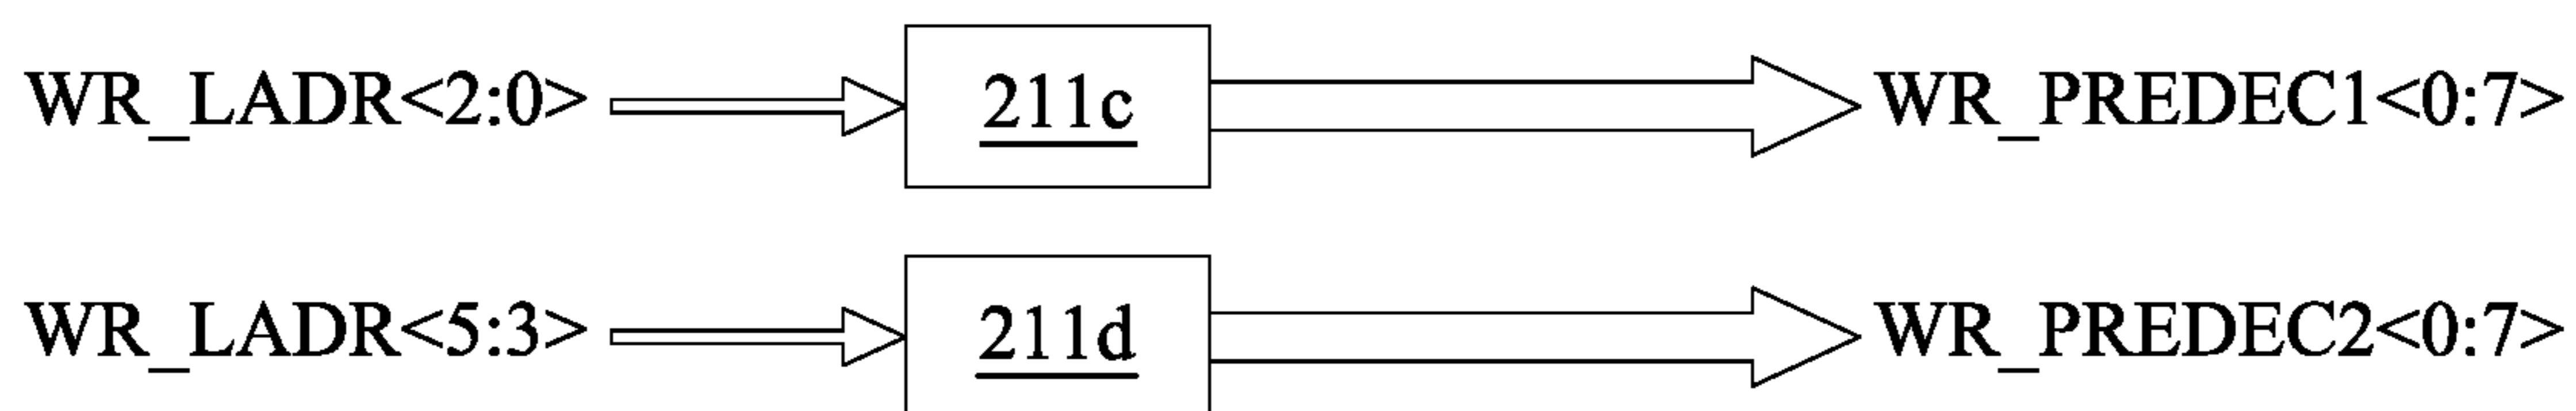 WR_LADR<2:0> 211c WR_PREDEC1<0:7>
WR_LADR<5:3> 211d WR_PREDEC2<0:7>